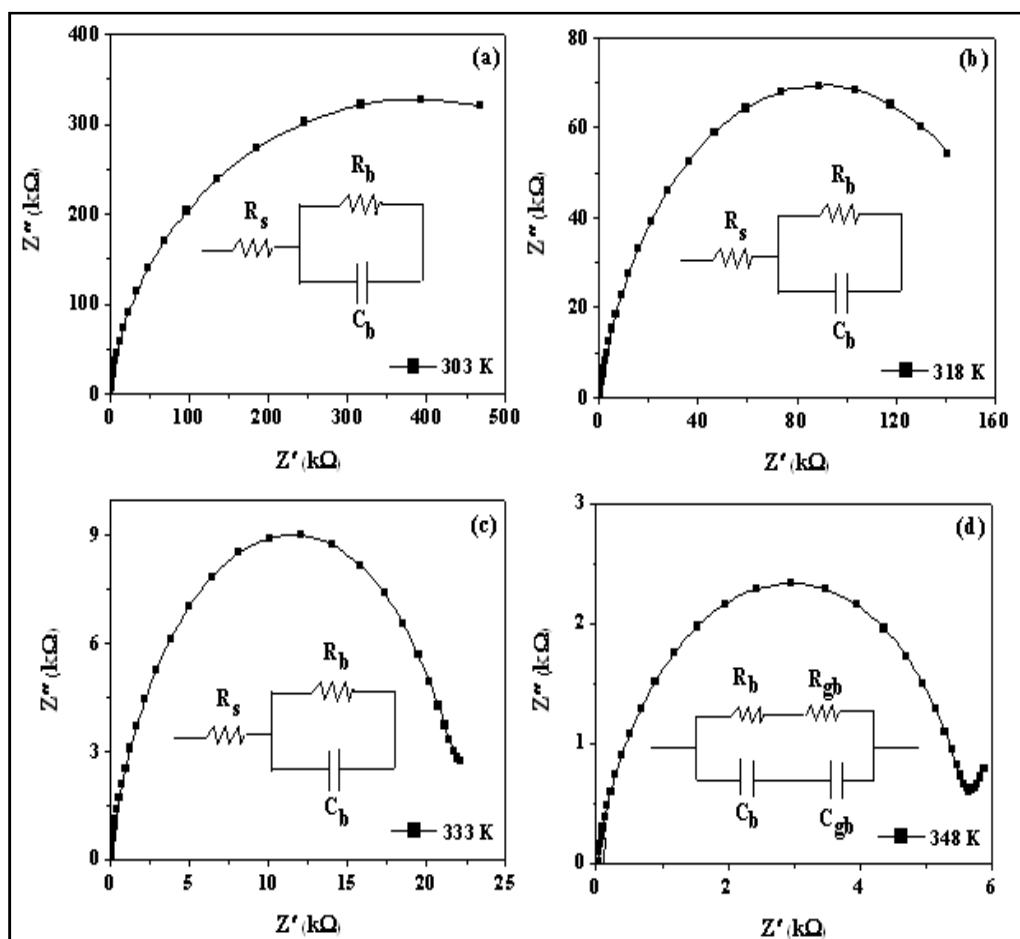 (a)
400
300
200
100
0
Z″ (kΩ)
0 100 200 300 400 500
Z′ (kΩ)
R_s
R_b
C_b
303 K
(b)
80
60
40
20
0
0 40 80 120 160
Z′ (kΩ)
R_s
R_b
C_b
318 K
(c)
9
6
3
0
Z″ (kΩ)
0 5 10 15 20 25
Z′ (kΩ)
R_s
R_b
C_b
333 K
(d)
3
2
1
0
Z″ (kΩ)
0 2 4 6
Z′ (kΩ)
R_b R_gb
C_b C_gb
348 K